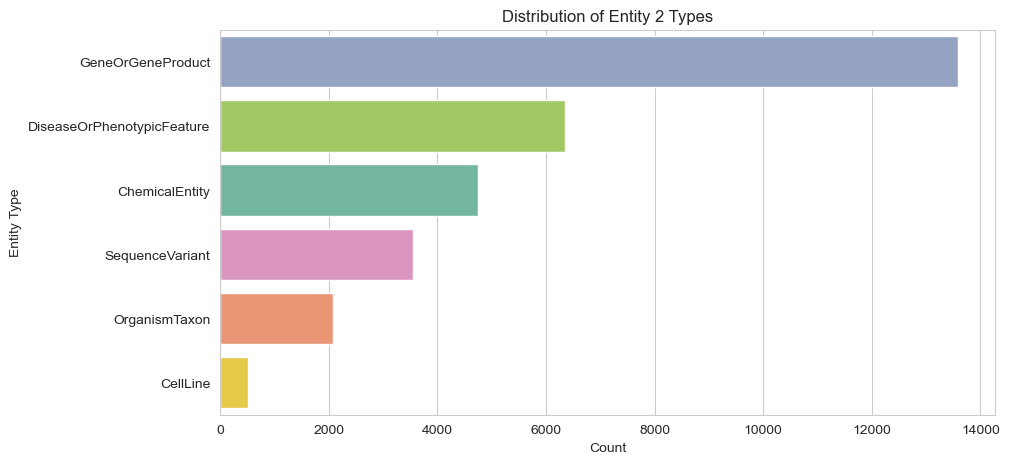 Distribution of Entity 2 Types
Entity Type
GeneOrGeneProduct
DiseaseOrPhenotypicFeature
ChemicalEntity
SequenceVariant
OrganismTaxon
CellLine
0 2000 4000 6000 8000 10000 12000 14000
Count